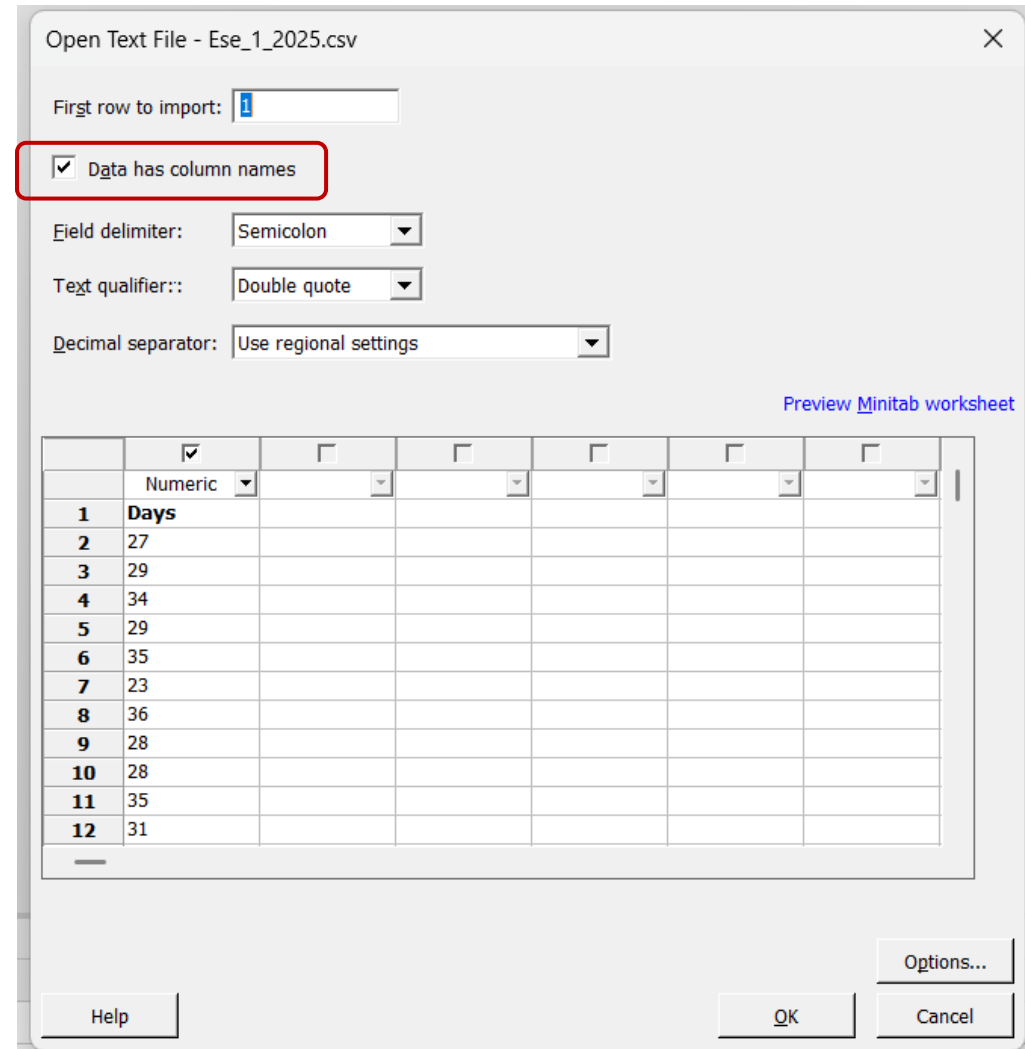 Open Text File - Ese_1_2025.csv
First row to import: 1
Data has column names
Field delimiter: Semicolon
Text qualifier:: Double quote
Decimal separator: Use regional settings
Preview Minitab worksheet
Numeric
1 Days
2 27
3 29
4 34
5 29
6 35
7 23
8 36
9 28
10 28
11 35
12 31
Options...
Help OK Cancel